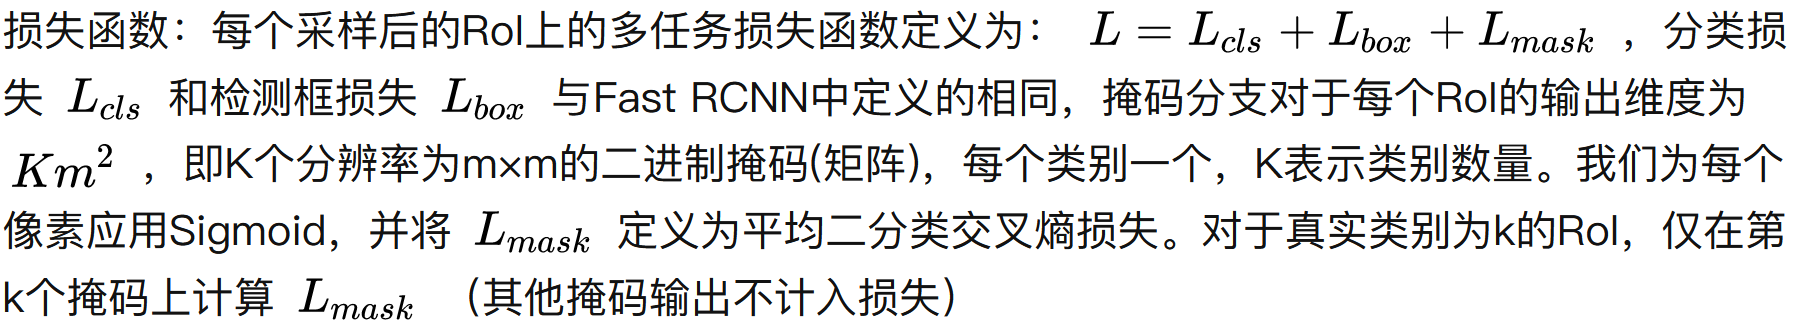 损失函数：每个采样后的RoI上的多任务损失函数定义为： $L = L_{cls} + L_{box} + L_{mask}$ ，分类损
失 $L_{cls}$ 和检测框损失 $L_{box}$ 与Fast RCNN中定义的相同，掩码分支对于每个RoI的输出维度为
$Km^2$ ，即K个分辨率为m×m的二进制掩码(矩阵)，每个类别一个，K表示类别数量。我们为每个
像素应用Sigmoid，并将 $L_{mask}$ 定义为平均二分类交叉熵损失。对于真实类别为k的RoI，仅在第
k个掩码上计算 $L_{mask}$ （其他掩码输出不计入损失）